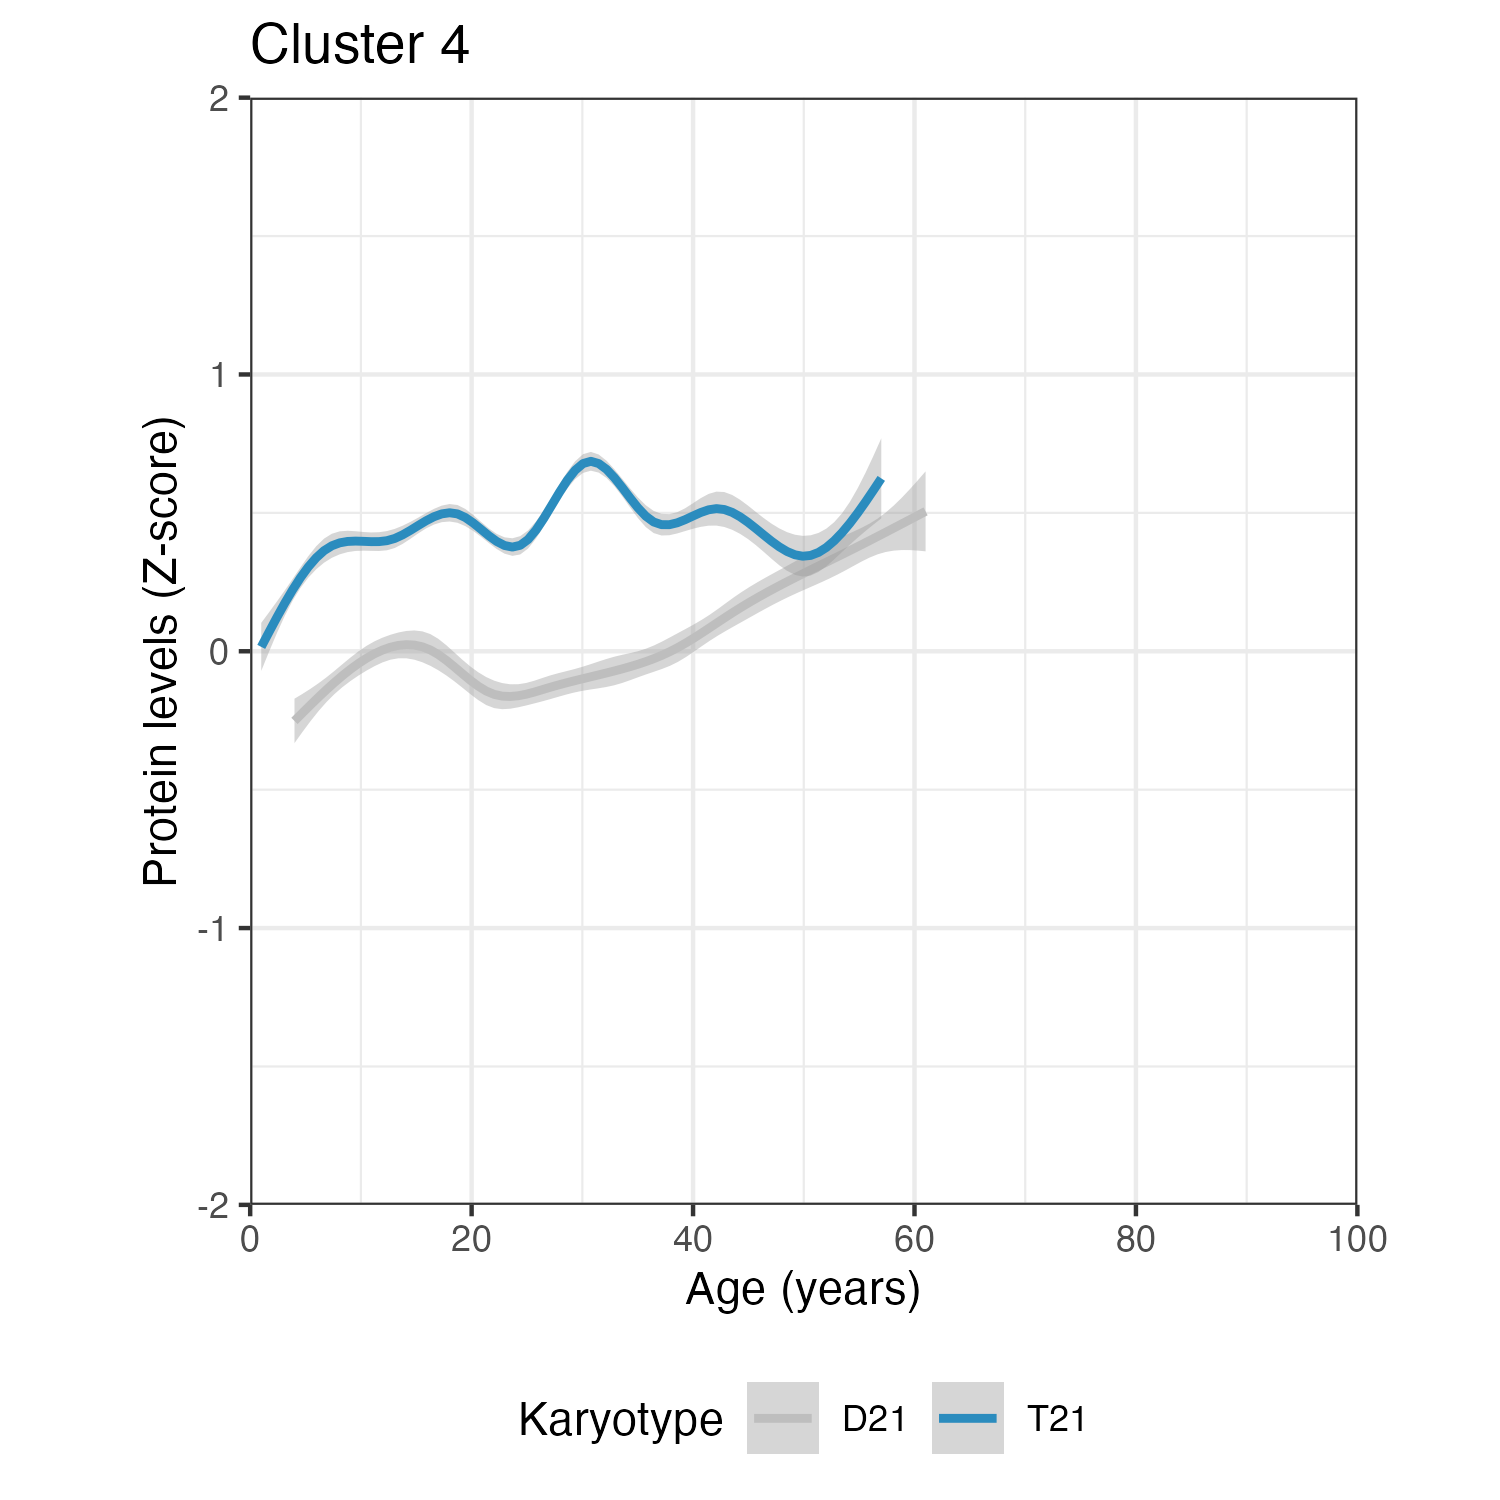 Cluster 4
2
1
0
-1
-2
Protein levels (Z-score)
0 20 40 60 80 100
Age (years)
Karyotype D21 T21